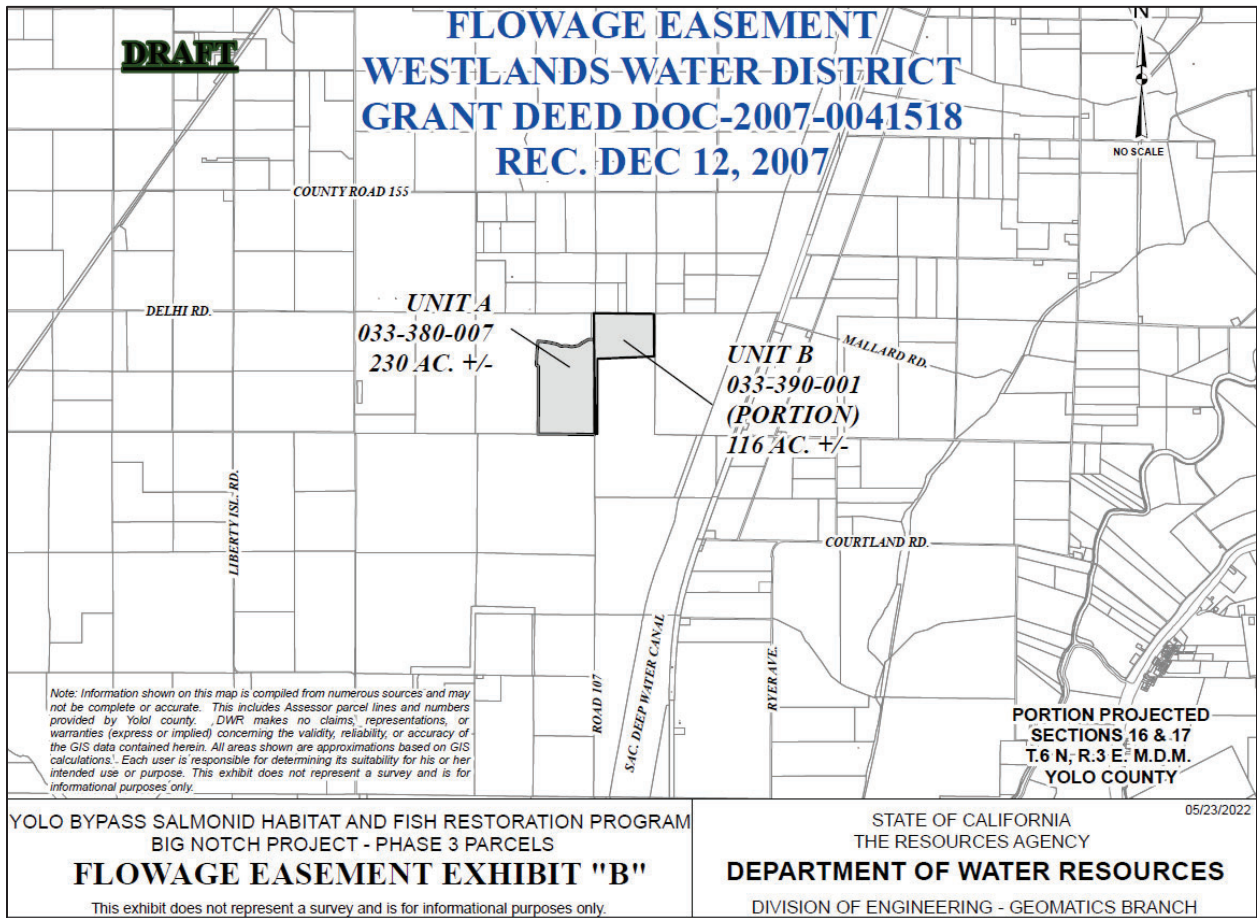 DRAFT
FLOWAGE EASEMENT
WESTLANDS WATER DISTRICT
GRANT DEED DOC-2007-0041518
REC. DEC 12, 2007
N
NO SCALE
COUNTY ROAD 155
DELHI RD.
UNIT A
033-380-007
230 AC. +/-
UNIT B
033-390-001
(PORTION)
116 AC. +/-
MALLARD RD.
LIBERTY ISL. RD.
COURTLAND RD.
ROAD 107
SAC. DEEP WATER CANAL
RYER AVE.
Note: Information shown on this map is compiled from numerous sources and may
not be complete or accurate. This includes Assessor parcel lines and numbers
provided by Yolol county. , DWR makes no claims, representations, or
warranties (express or implied) concerning the validity, reliability, or accuracy of
the GIS data contained herein. All areas shown are approximations based on GIS
calculations. Each user is responsible for determining its suitability for his or her
intended use or purpose. This exhibit does not represent a survey and is for
informational purposes only.
PORTION PROJECTED
SECTIONS 16 & 17
T.6 N, R.3 E. M.D.M.
YOLO COUNTY
YOLO BYPASS SALMONID HABITAT AND FISH RESTORATION PROGRAM
BIG NOTCH PROJECT - PHASE 3 PARCELS
FLOWAGE EASEMENT EXHIBIT "B"
This exhibit does not represent a survey and is for informational purposes only.
05/23/2022
STATE OF CALIFORNIA
THE RESOURCES AGENCY
DEPARTMENT OF WATER RESOURCES
DIVISION OF ENGINEERING - GEOMATICS BRANCH